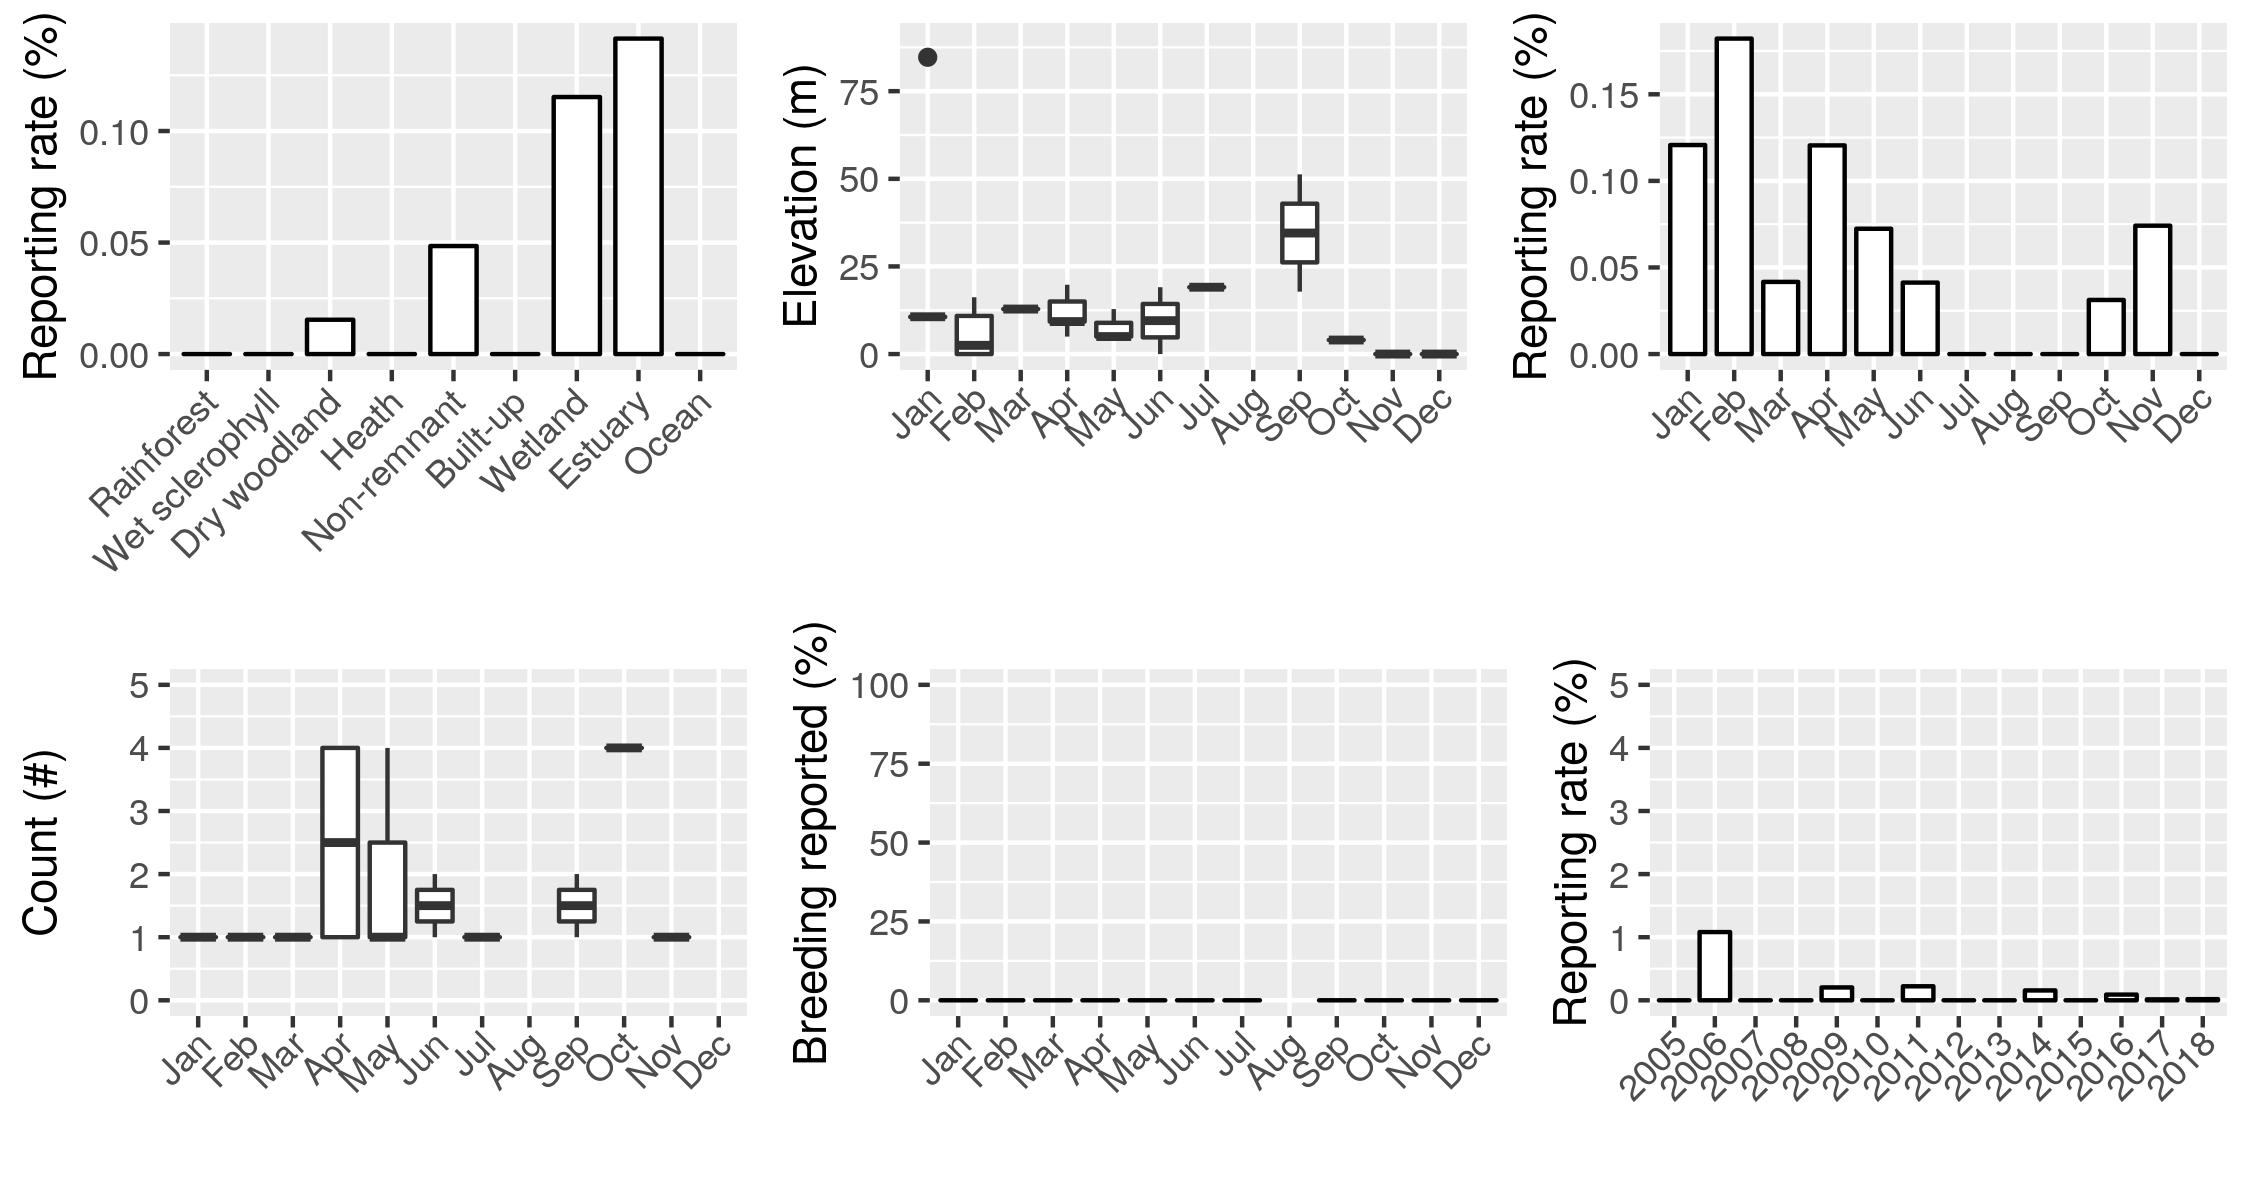 Reporting rate (%)
0.10
0.05
0.00
Rainforest
Wet sclerophyll
Dry woodland
Heath
Non-remnant
Built-up
Wetland
Estuary
Ocean
Elevation (m)
75
50
25
0
Jan Feb Mar Apr May Jun Jul Aug Sep Oct Nov Dec
Reporting rate (%)
0.15
0.10
0.05
0.00
Jan Feb Mar Apr May Jun Jul Aug Sep Oct Nov Dec
Count (#)
5
4
3
2
1
0
Jan Feb Mar Apr May Jun Jul Aug Sep Oct Nov Dec
Breeding reported (%)
100
75
50
25
0
Jan Feb Mar Apr May Jun Jul Aug Sep Oct Nov Dec
Reporting rate (%)
5
4
3
2
1
0
2005 2006 2007 2008 2009 2010 2011 2012 2013 2014 2015 2016 2017 2018